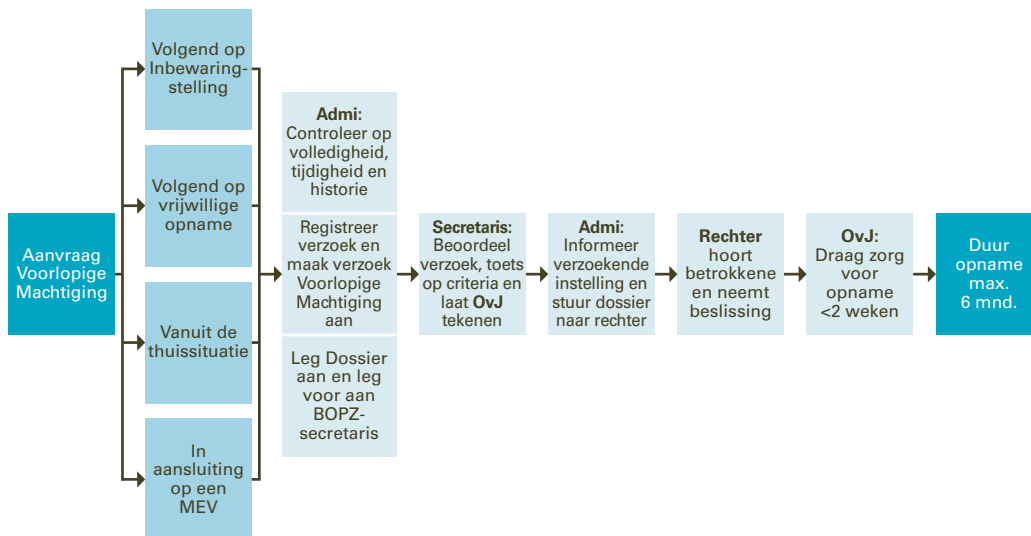 Aanvraag
Voorlopige
Machtiging
Volgend op
Inbewaring-
stelling
Volgend op
vrijwillige
opname
Vanuit de
thuissituatie
In
aansluiting
op een
MEV
Admi:
Controleer op
volledigheid,
tijdigheid en
historie
Registreer
verzoek en
maak verzoek
Voorlopige
Machtiging
aan
Leg Dossier
aan en leg
voor aan
BOPZ-
secretaris
Secretaris:
Beoordeel
verzoek, toets
op criteria en
laat OvJ
tekenen
Admi:
Informeer
verzoekende
instelling en
stuur dossier
naar rechter
Rechter
hoort
betrokkene
en neemt
beslissing
OvJ:
Draag zorg
voor
opname
<2 weken
Duur
opname
max.
6 mnd.